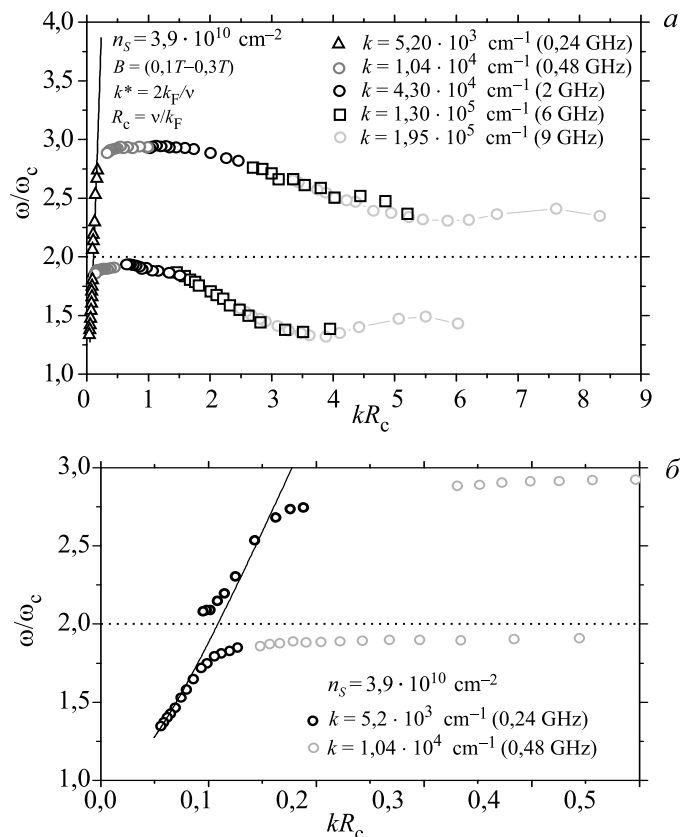 а
4,0
3,5
3,0
2,5
2,0
1,5
1,0
ω/ω_c
n_S = 3,9 · 10^10 cm^−2
B = (0,1T−0,3T)
k* = 2k_F/ν
R_c = ν/k_F
k = 5,20 · 10^3 cm^−1 (0,24 GHz)
k = 1,04 · 10^4 cm^−1 (0,48 GHz)
k = 4,30 · 10^4 cm^−1 (2 GHz)
k = 1,30 · 10^5 cm^−1 (6 GHz)
k = 1,95 · 10^5 cm^−1 (9 GHz)
0 1 2 3 4 5 6 7 8 9
kR_c
б
3,0
2,5
2,0
1,5
1,0
ω/ω_c
n_S = 3,9 · 10^10 cm^−2
k = 5,2 · 10^3 cm^−1 (0,24 GHz)
k = 1,04 · 10^4 cm^−1 (0,48 GHz)
0,0 0,1 0,2 0,3 0,4 0,5
kR_c